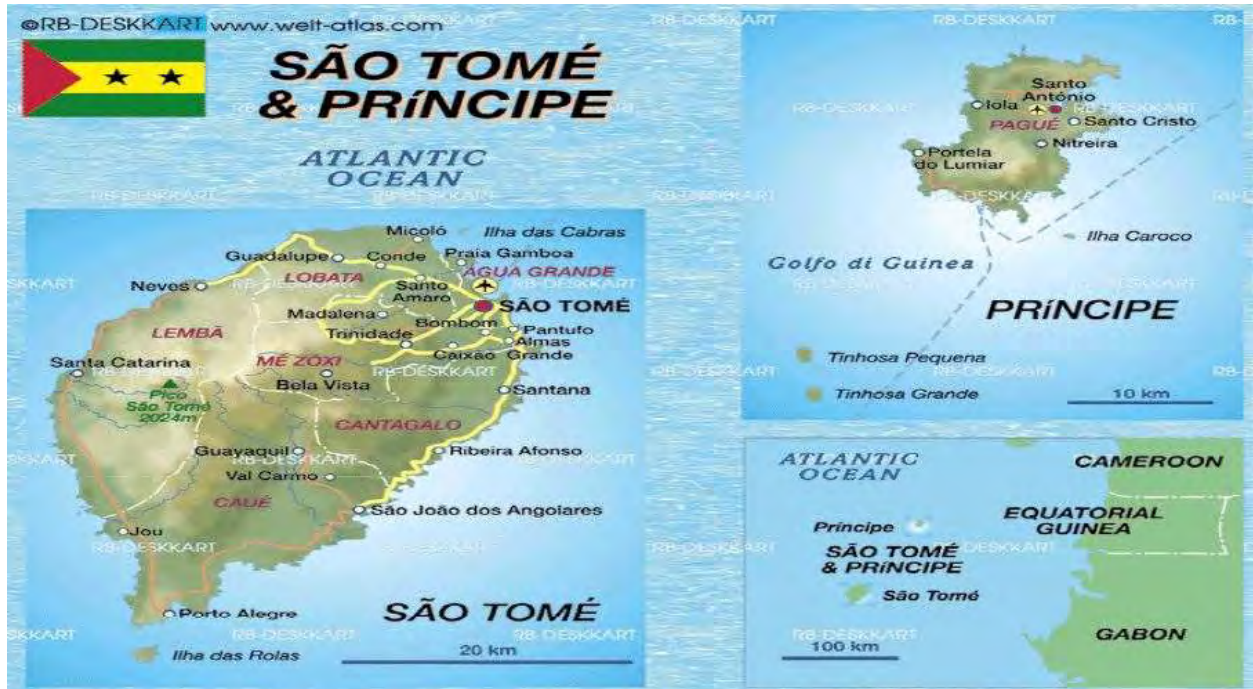 ©RB-DESKKART www.welt-atlas.com
SÃO TOMÉ
& PRíNCIPE
ATLANTIC
OCEAN
Micoló
Ilha das Cabras
Guadalupe
Conde
Praia Gamboa
LOBATA
ÁGUA GRANDE
Neves
Santo
Amaro
SÃO TOMÉ
Madalena
LEMBÃ
Bombom
Pantufo
Trinidade
Almas
Santa Catarina
MÉ ZOXI
Caixão Grande
Bela Vista
Santana
Pico
São Tomé
2024m
CANTAGALO
Guayaquil
Ribeira Afonso
Val Carmo
CAUÉ
São João dos Angolares
Jou
Porto Alegre
SÃO TOMÉ
Ilha das Rolas
20 km
Santo
António
Iola
PAGUÉ
Santo Cristo
Nitreira
Portela
do Lumiar
Ilha Caroco
Golfo di Guinea
PRíNCIPE
Tinhosa Pequena
Tinhosa Grande
10 km
ATLANTIC
OCEAN
CAMEROON
EQUATORIAL
GUINEA
Príncipe
SÃO TOMÉ
& PRíNCIPE
São Tomé
GABON
100 km
RB-DESKKART